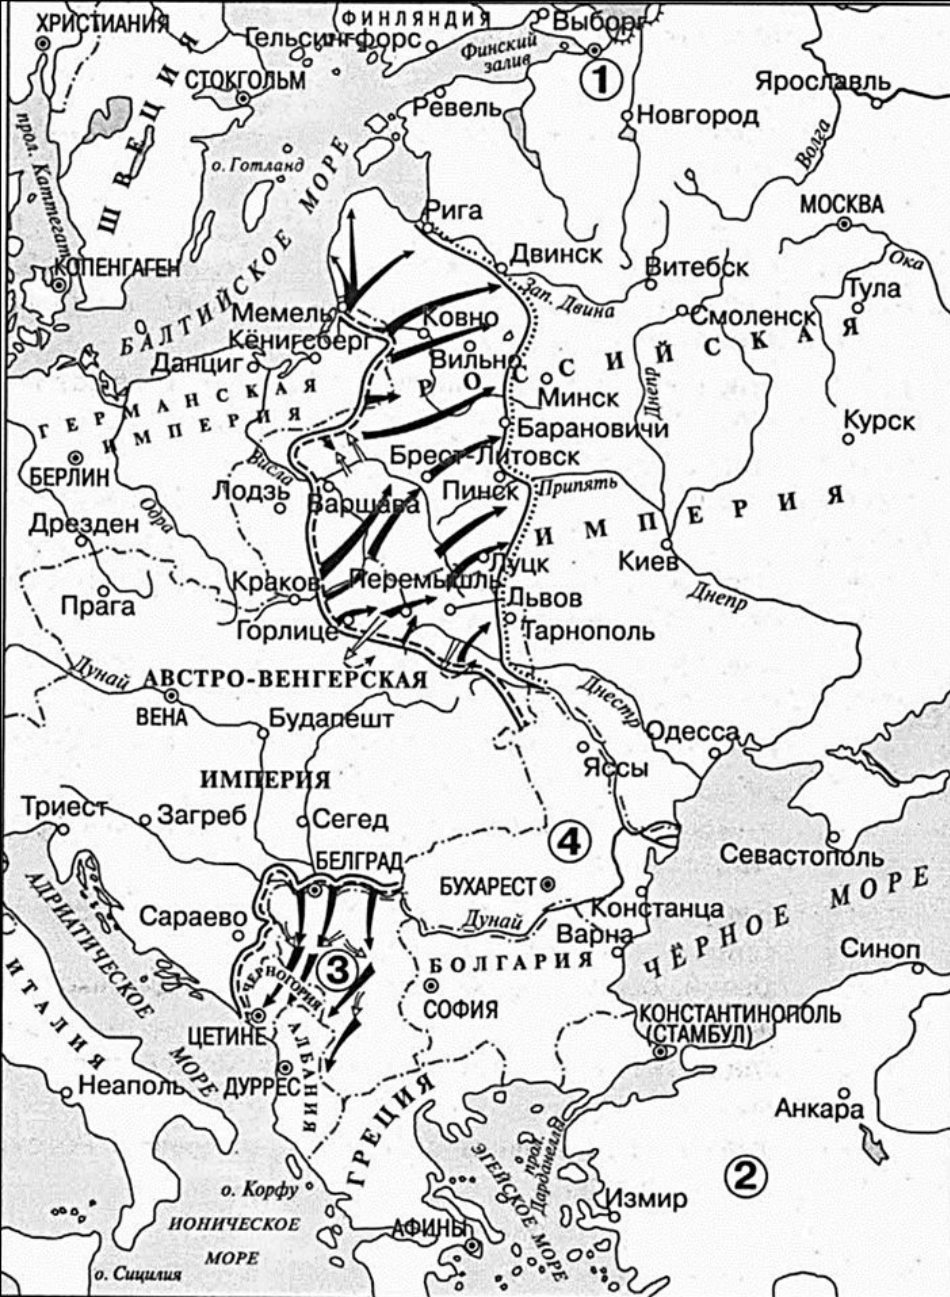 ХРИСТИАНИЯ
ФИНЛЯНДИЯ
Выборг
Гельсингфорс
Финский
залив
1
ШВЕЦИЯ
СТОКГОЛЬМ
Ярославль
Ревель
Новгород
прол. Каттегат
о. Готланд
Волга
МОСКВА
Рига
Ока
КОПЕНГАГЕН
Двинск
Витебск
БАЛТИЙСКОЕ МОРЕ
Зап. Двина
Тула
Мемель
Ковно
Смоленск
Кёнигсберг
Данциг
Вильно
РОССИЙСКАЯ
ГЕРМАНСКАЯ
ИМПЕРИЯ
Минск
Днепр
Курск
Барановичи
БЕРЛИН
Висла
Брест-Литовск
Лодзь
Варшава
Пинск
Припять
Дрезден
Одра
ИМПЕРИЯ
Луцк
Киев
Прага
Краков
Перемышль
Днепр
Львов
Горлице
Тарнополь
Дунай
АВСТРО-ВЕНГЕРСКАЯ
Днестр
ВЕНА
Будапешт
Одесса
Яссы
ИМПЕРИЯ
Триест
Загреб
Сегед
4
БЕЛГРАД
Севастополь
БУХАРЕСТ
АДРИАТИЧЕСКОЕ МОРЕ
Сараево
Дунай
Констанца
Варна
ЧЁРНОЕ МОРЕ
ИТАЛИЯ
3
БОЛГАРИЯ
Синоп
ЧЕРНОГОРИЯ
СОФИЯ
ЦЕТИНЕ
КОНСТАНТИНОПОЛЬ
(СТАМБУЛ)
АЛБАНИЯ
Неаполь
ДУРРЕС
ГРЕЦИЯ
Анкара
прол.
Дарданеллы
ЭГЕЙСКОЕ МОРЕ
2
о. Корфу
Измир
ИОНИЧЕСКОЕ
МОРЕ
АФИНЫ
о. Сицилия